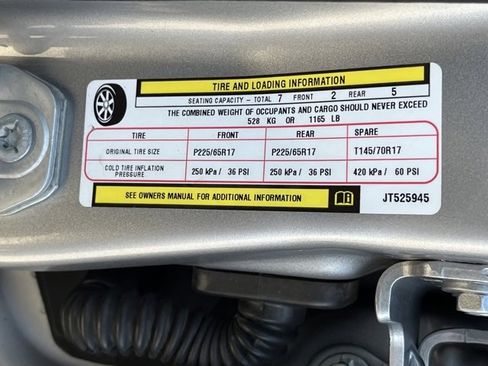 TIRE AND LOADING INFORMATION
SEATING CAPACITY - TOTAL 7 FRONT 2 REAR 5
THE COMBINED WEIGHT OF OCCUPANTS AND CARGO SHOULD NEVER EXCEED
528 KG OR 1165 LB
TIRE FRONT REAR SPARE
ORIGINAL TIRE SIZE P225/65R17 P225/65R17 T145/70R17
COLD TIRE INFLATION PRESSURE 250 kPa / 36 PSI 250 kPa / 36 PSI 420 kPa / 60 PSI
SEE OWNERS MANUAL FOR ADDITIONAL INFORMATION JT525945